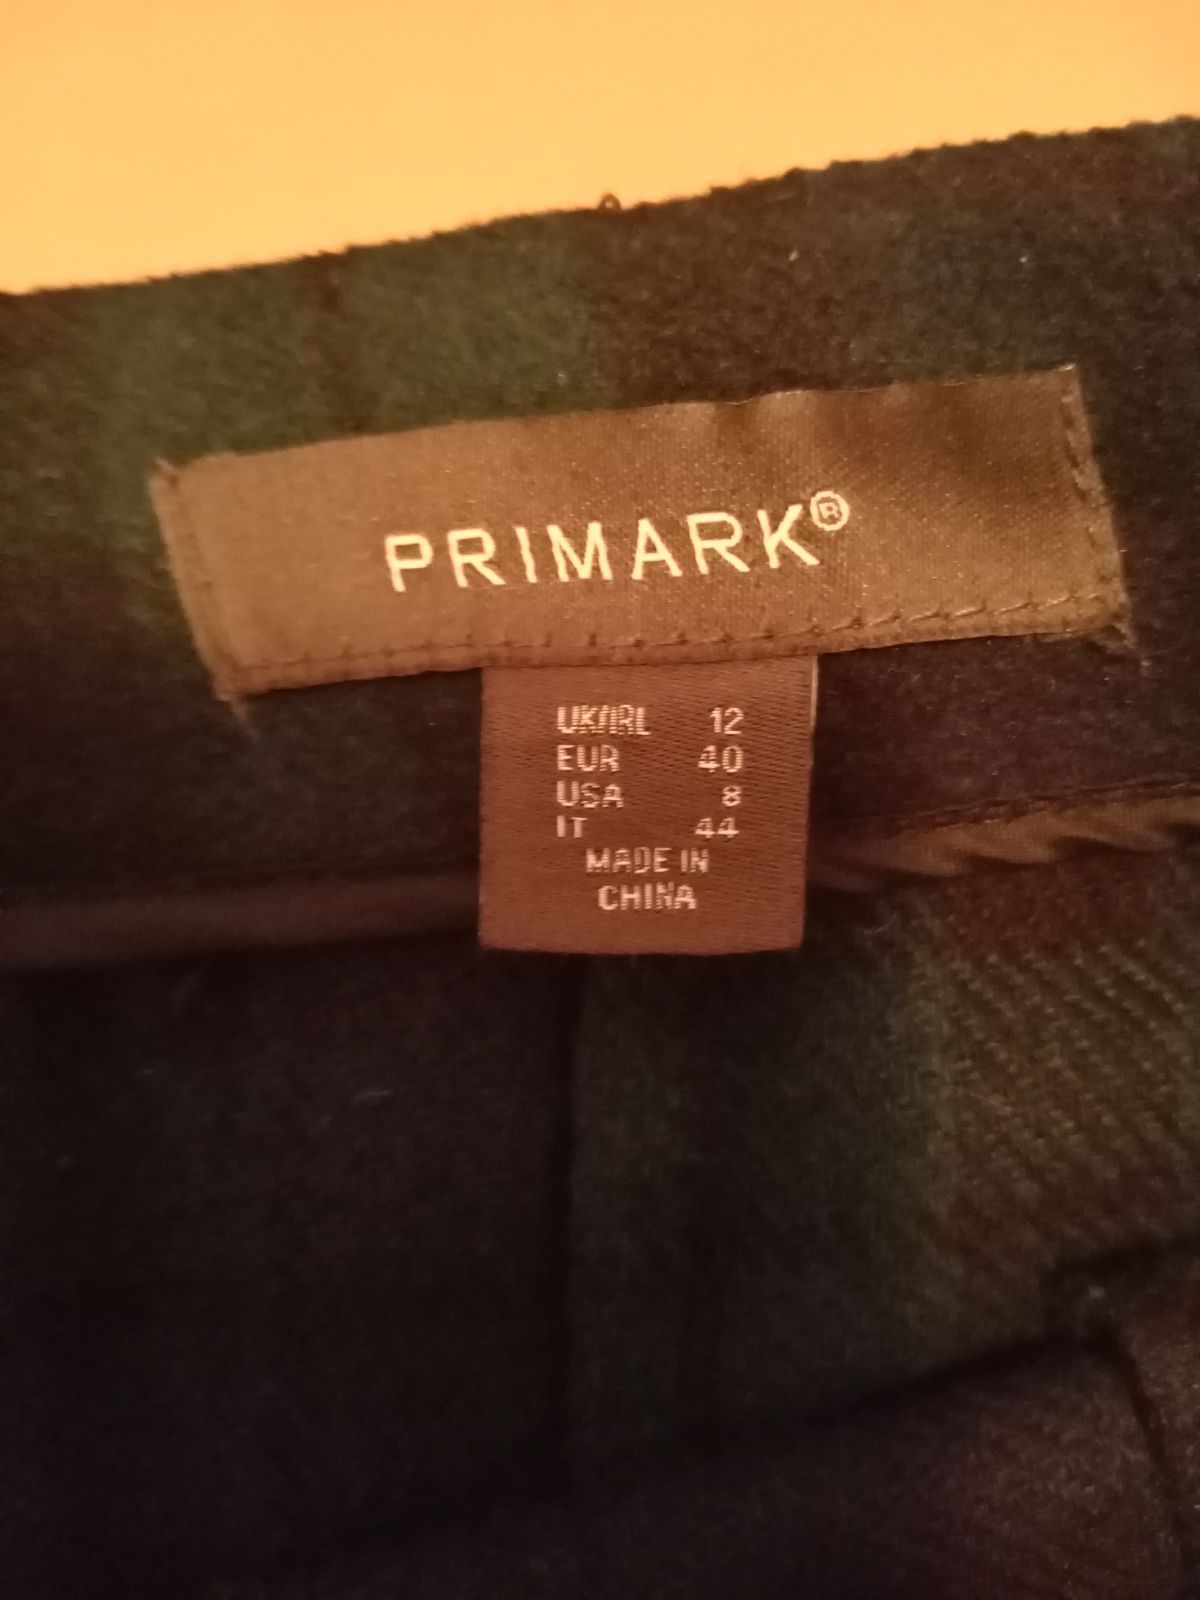 PRIMARK®
UK/IRL 12
EUR 40
USA 8
IT 44
MADE IN
CHINA